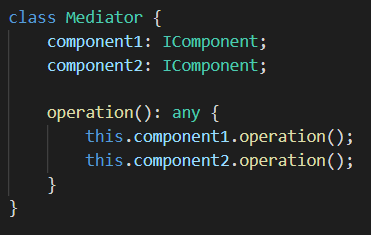 class Mediator {
    component1: IComponent;
    component2: IComponent;

    operation(): any {
        this.component1.operation();
        this.component2.operation();
    }
}